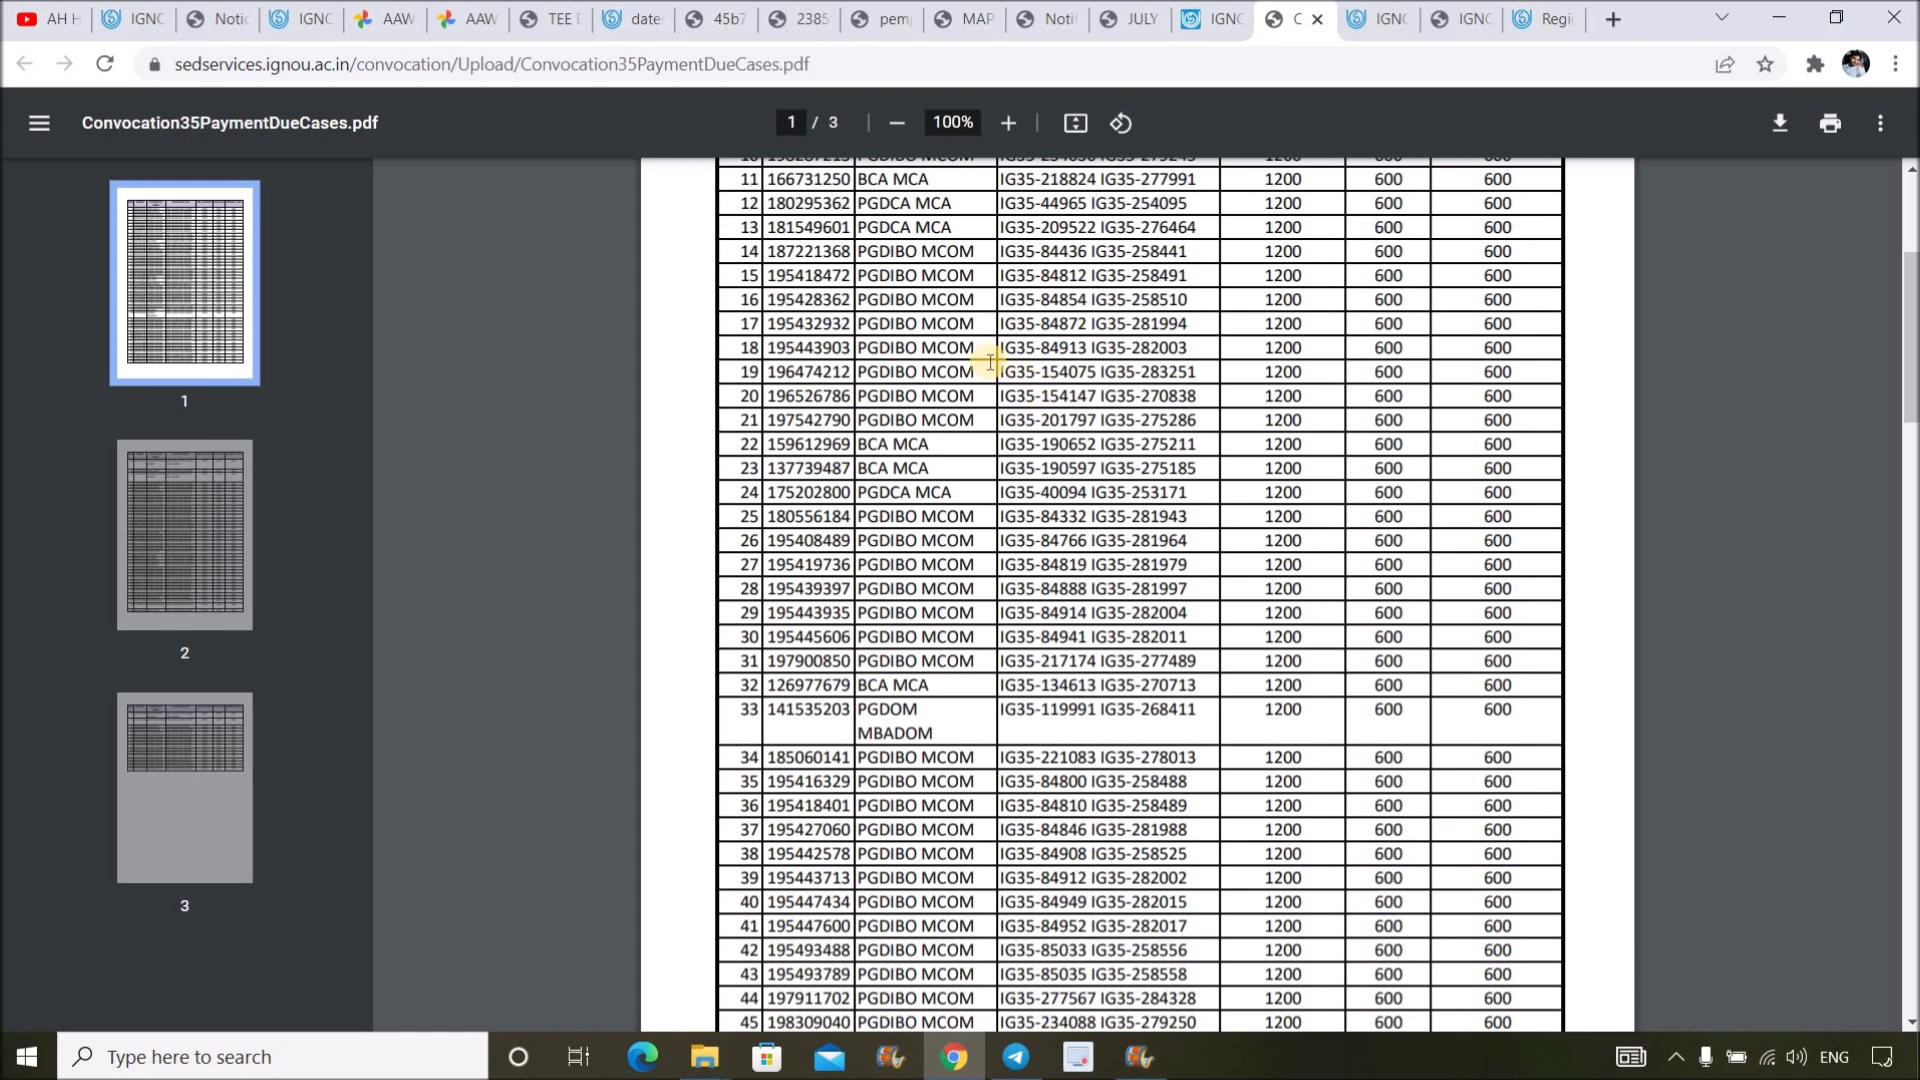 AH H
IGNC
Notic
IGNC
AAW
AAW
TEE
date
45b7
2385
pem
MAP
Noti
JULY
IGNC
C
IGNC
IGNC
Regi
sedservices.ignou.ac.in/convocation/Upload/Convocation35PaymentDueCases.pdf
Convocation35PaymentDueCases.pdf
1 / 3
100%
11 166731250 BCA MCA IG35-218824 IG35-277991 1200 600 600
12 180295362 PGDCA MCA IG35-44965 IG35-254095 1200 600 600
13 181549601 PGDCA MCA IG35-209522 IG35-276464 1200 600 600
14 187221368 PGDIBO MCOM IG35-84436 IG35-258441 1200 600 600
15 195418472 PGDIBO MCOM IG35-84812 IG35-258491 1200 600 600
16 195428362 PGDIBO MCOM IG35-84854 IG35-258510 1200 600 600
17 195432932 PGDIBO MCOM IG35-84872 IG35-281994 1200 600 600
18 195443903 PGDIBO MCOM IG35-84913 IG35-282003 1200 600 600
19 196474212 PGDIBO MCOM IG35-154075 IG35-283251 1200 600 600
20 196526786 PGDIBO MCOM IG35-154147 IG35-270838 1200 600 600
21 197542790 PGDIBO MCOM IG35-201797 IG35-275286 1200 600 600
22 159612969 BCA MCA IG35-190652 IG35-275211 1200 600 600
23 137739487 BCA MCA IG35-190597 IG35-275185 1200 600 600
24 175202800 PGDCA MCA IG35-40094 IG35-253171 1200 600 600
25 180556184 PGDIBO MCOM IG35-84332 IG35-281943 1200 600 600
26 195408489 PGDIBO MCOM IG35-84766 IG35-281964 1200 600 600
27 195419736 PGDIBO MCOM IG35-84819 IG35-281979 1200 600 600
28 195439397 PGDIBO MCOM IG35-84888 IG35-281997 1200 600 600
29 195443935 PGDIBO MCOM IG35-84914 IG35-282004 1200 600 600
30 195445606 PGDIBO MCOM IG35-84941 IG35-282011 1200 600 600
31 197900850 PGDIBO MCOM IG35-217174 IG35-277489 1200 600 600
32 126977679 BCA MCA IG35-134613 IG35-270713 1200 600 600
33 141535203 PGDOM IG35-119991 IG35-268411 1200 600 600
MBADOM
34 185060141 PGDIBO MCOM IG35-221083 IG35-278013 1200 600 600
35 195416329 PGDIBO MCOM IG35-84800 IG35-258488 1200 600 600
36 195418401 PGDIBO MCOM IG35-84810 IG35-258489 1200 600 600
37 195427060 PGDIBO MCOM IG35-84846 IG35-281988 1200 600 600
38 195442578 PGDIBO MCOM IG35-84908 IG35-258525 1200 600 600
39 195443713 PGDIBO MCOM IG35-84912 IG35-282002 1200 600 600
40 195447434 PGDIBO MCOM IG35-84949 IG35-282015 1200 600 600
41 195447600 PGDIBO MCOM IG35-84952 IG35-282017 1200 600 600
42 195493488 PGDIBO MCOM IG35-85033 IG35-258556 1200 600 600
43 195493789 PGDIBO MCOM IG35-85035 IG35-258558 1200 600 600
44 197911702 PGDIBO MCOM IG35-277567 IG35-284328 1200 600 600
45 198309040 PGDIBO MCOM IG35-234088 IG35-279250 1200 600 600
1
2
3
Type here to search
ENG